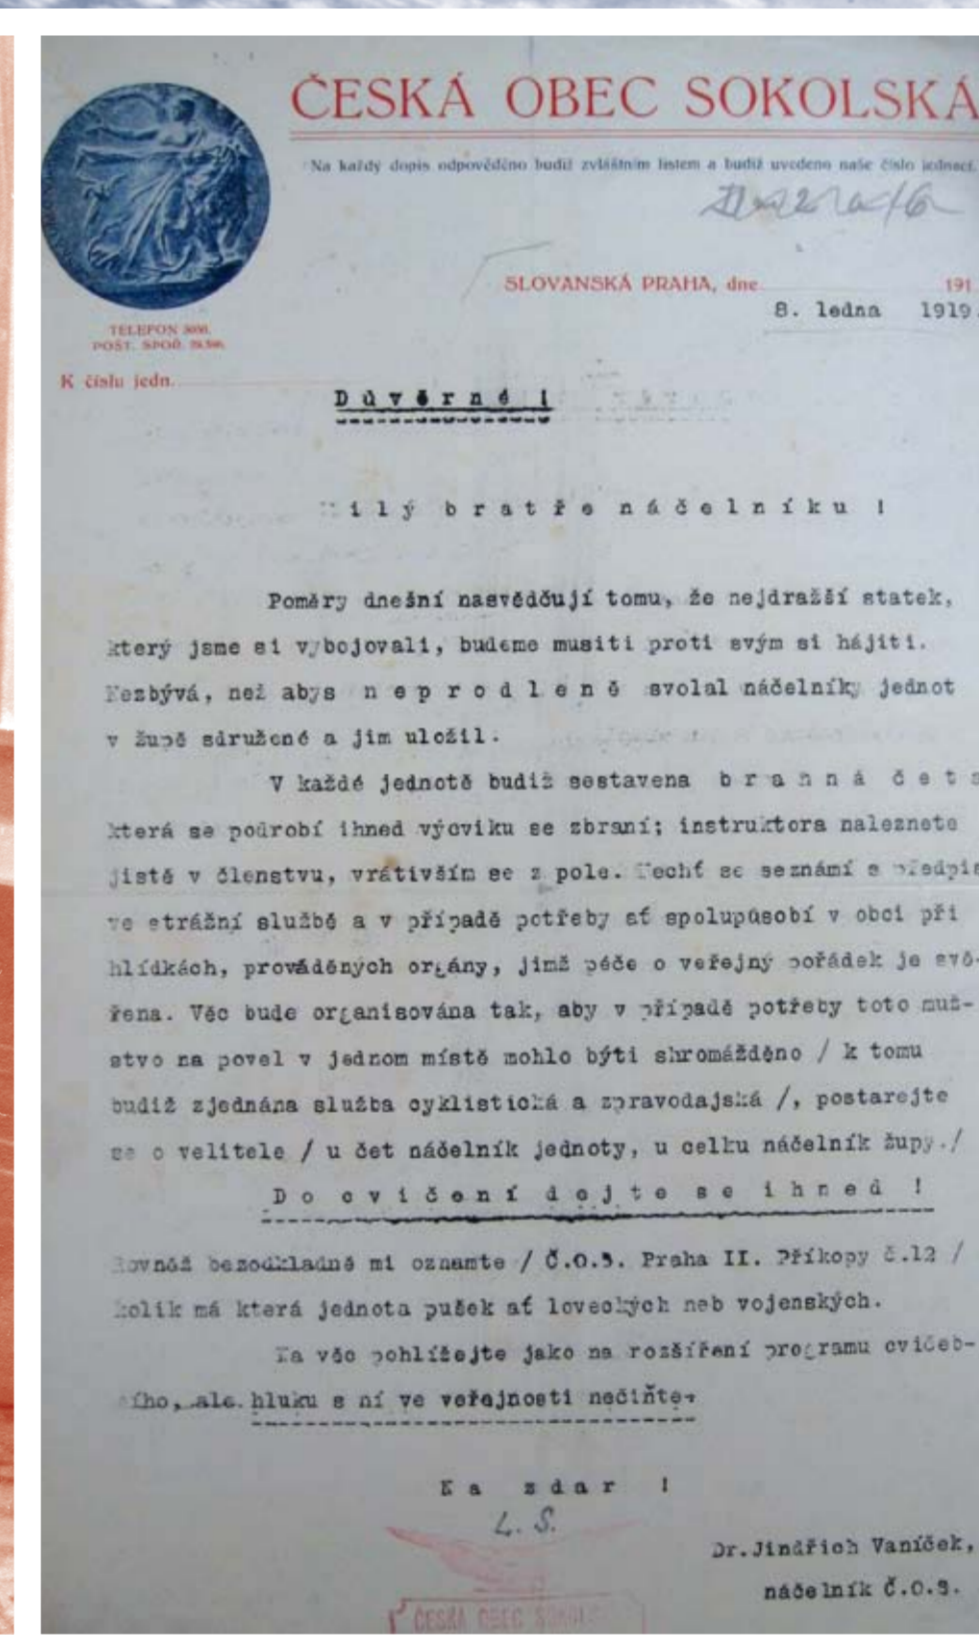 ČESKÁ OBEC SOKOLSKÁ
Na každý dopis odpověděno budiž zvláštním listem a budiž uvedeno naše číslo jednací.
SLOVANSKÁ PRAHA, dne 191
8. ledna 1919.
TELEFON
POŠT. SPOŘ.
K číslu jedn.
Důvěrné !
Milý bratře náčelníku !
Poměry dnešní nasvědčují tomu, že nejdražší statek,
který jsme si vybojovali, budeme musiti proti svým si hájiti.
Nezbývá, než abys neprodleně svolal náčelníky jednot
v župě sdružené a jim uložil.
V každé jednotě budiž sestavena branná četa
která se podrobí ihned výcviku se zbraní; instruktora naleznete
jistě v členstvu, vrátivším se z pole. Nechť se seznámí s předpis
ve strážní službě a v případě potřeby ať spolupůsobí v obci při
hlídkách, prováděných orgány, jimž péče o veřejný pořádek je svě-
řena. Věc bude organisována tak, aby v případě potřeby toto muž-
stvo na povel v jednom místě mohlo býti shromážděno / k tomu
budiž zjednána služba cyklistická a zpravodajská /, postarejte
se o velitele / u čet náčelník jednoty, u celku náčelník župy./
Do cvičení dejte se ihned !
Rovněž bezodkladně mi oznamte / Č.O.S. Praha II. Příkopy č.12 /
kolik má která jednota pušek ať loveckých neb vojenských.
Na věc pohlížejte jako na rozšíření programu cvičeb-
ního, ale hluku s ní ve veřejnosti nečiňte.
Na zdar !
L. S.
Dr. Jindřich Vaníček,
náčelník Č.O.S.
ČESKÁ OBEC SOKOLS